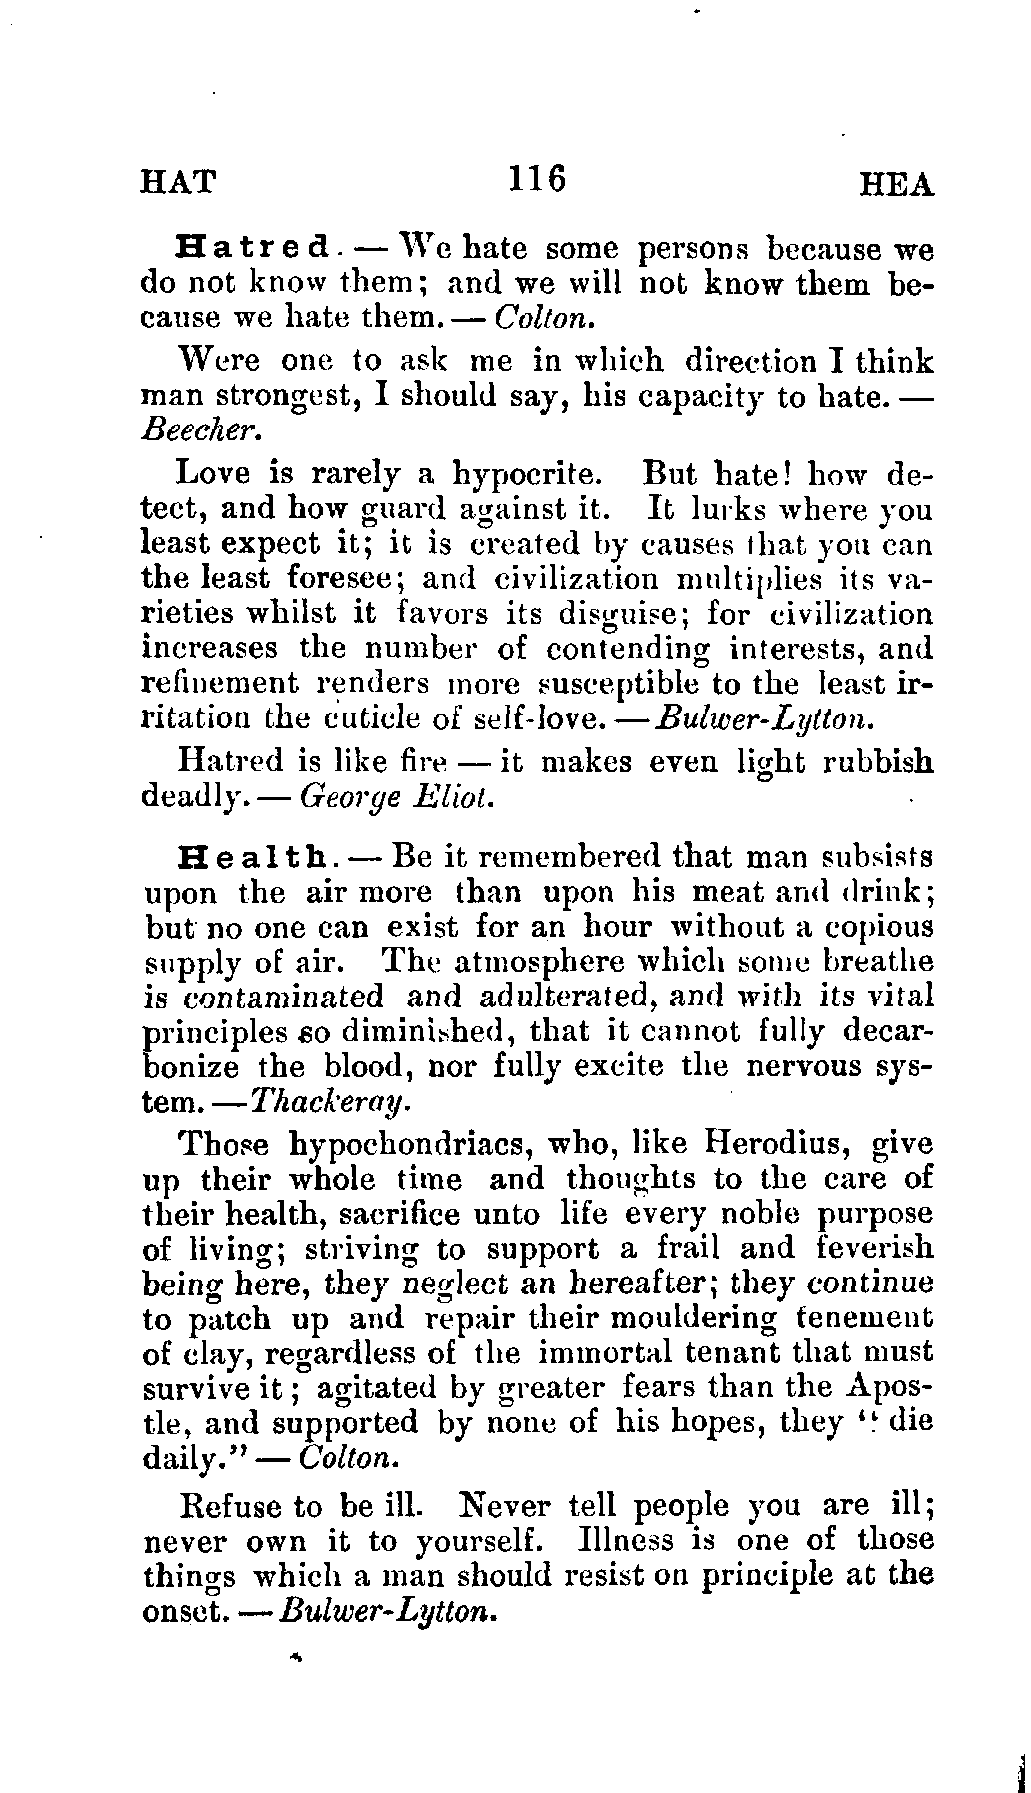 HAT 116 HEA
Hatred. — We hate some persons because we
do not know them; and we will not know them be-
cause we hate them. — Colton.
Were one to ask me in which direction I think
man strongest, I should say, his capacity to hate. —
Beecher.
Love is rarely a hypocrite. But hate! how de-
tect, and how guard against it. It lurks where you
least expect it; it is created by causes that you can
the least foresee; and civilization multiplies its va-
rieties whilst it favors its disguise; for civilization
increases the number of contending interests, and
refinement renders more susceptible to the least ir-
ritation the cuticle of self-love. — Bulwer-Lytton.
Hatred is like fire — it makes even light rubbish
deadly. — George Eliot.
Health. — Be it remembered that man subsists
upon the air more than upon his meat and drink;
but no one can exist for an hour without a copious
supply of air. The atmosphere which some breathe
is contaminated and adulterated, and with its vital
principles so diminished, that it cannot fully decar-
bonize the blood, nor fully excite the nervous sys-
tem. — Thackeray.
Those hypochondriacs, who, like Herodius, give
up their whole time and thoughts to the care of
their health, sacrifice unto life every noble purpose
of living; striving to support a frail and feverish
being here, they neglect an hereafter; they continue
to patch up and repair their mouldering tenement
of clay, regardless of the immortal tenant that must
survive it; agitated by greater fears than the Apos-
tle, and supported by none of his hopes, they "die
daily." — Colton.
Refuse to be ill. Never tell people you are ill;
never own it to yourself. Illness is one of those
things which a man should resist on principle at the
onset. — Bulwer-Lytton.